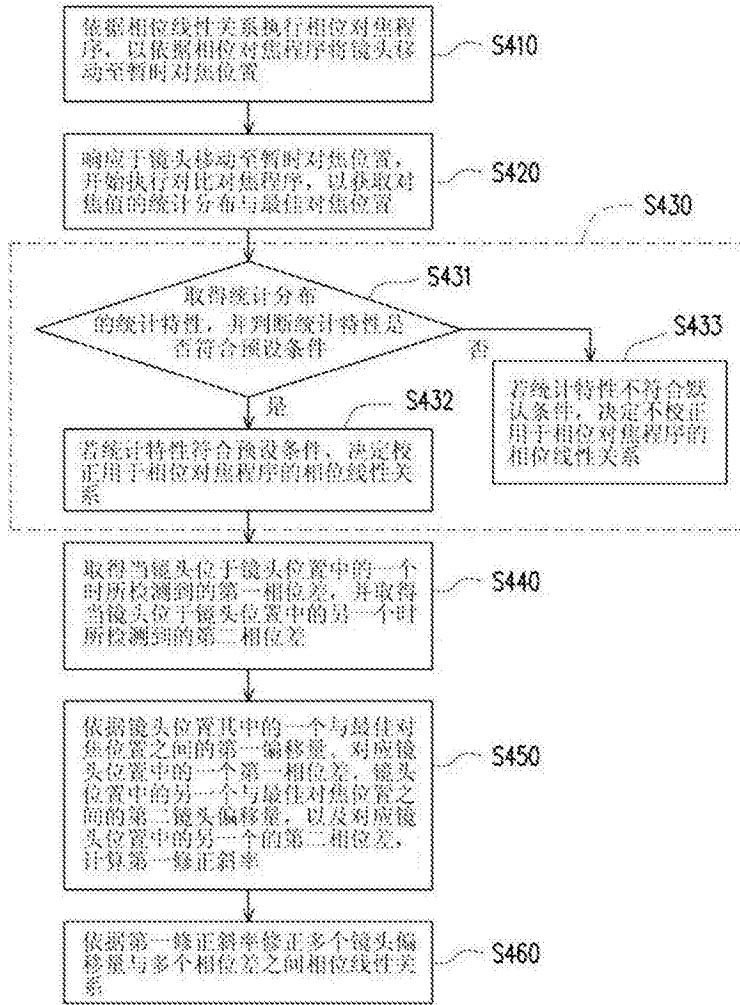 依据相位线性关系执行相位对焦程
序，以依据相位对焦程序将镜头移
动至暂时对焦位置
S410
响应于镜头移动至暂时对焦位置，
开始执行对比对焦程序，以获取对
焦值的统计分布与最佳对焦位置
S420
S430
取得统计分布
的统计特性，并判断统计特性是
否符合预设条件
S431
否
是
S433
若统计特性不符合默
认条件，决定不校正
用于相位对焦程序的
相位线性关系
S432
若统计特性符合预设条件，决定校
正用于相位对焦程序的相位线性关
系
取得当镜头位于镜头位置中的一个
时所检测到的第一相位差，并取得
当镜头位于镜头位置中的另一个时
所检测到的第二相位差
S440
依据镜头位置其中的一个与最佳对
焦位置之间的第一偏移量，对应镜
头位置中的一个第一相位差，镜头
位置中的另一个与最佳对焦位置之
间的第二镜头偏移量，以及对应镜
头位置中的另一个的第二相位差，
计算第一修正斜率
S450
依据第一修正斜率修正多个镜头偏
移量与多个相位差之间相位线性关
系
S460